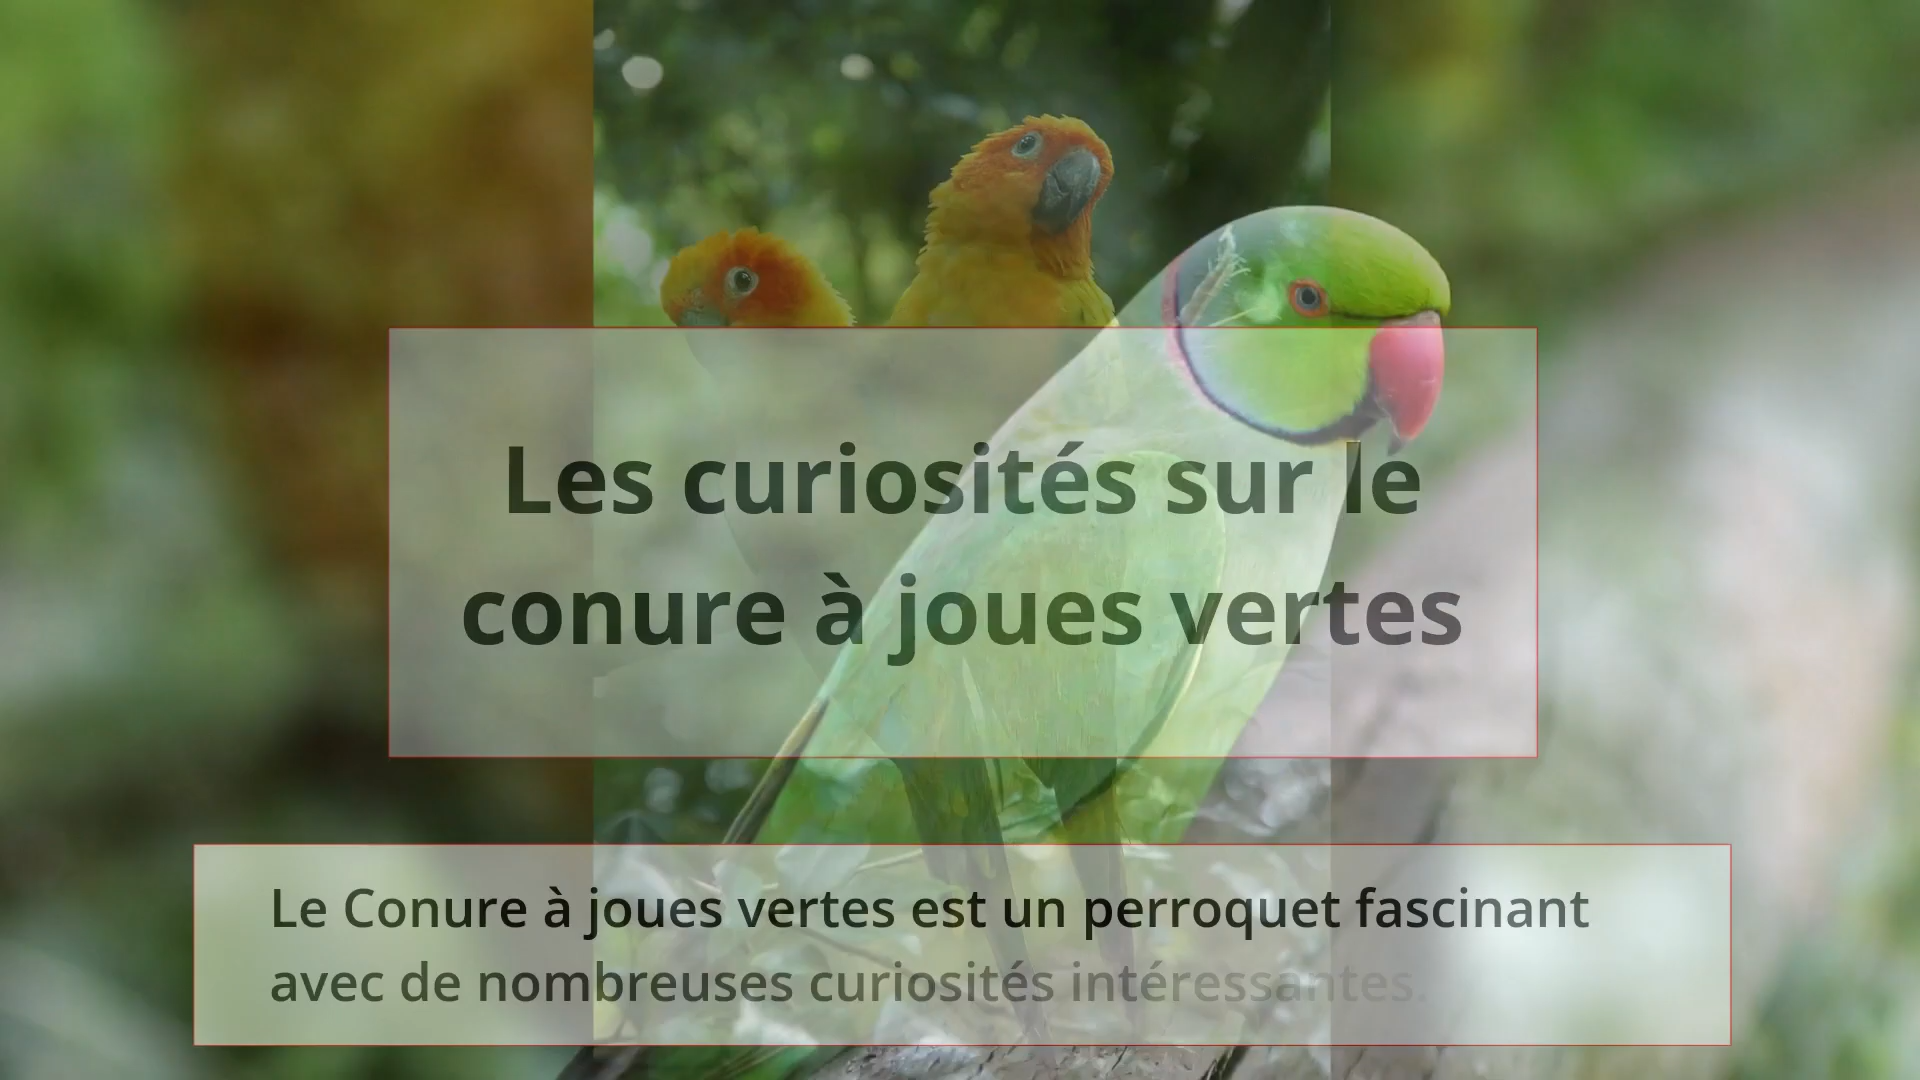 Les curiosités sur le
conure à joues vertes
Le Conure à joues vertes est un perroquet fascinant
avec de nombreuses curiosités intéressantes.